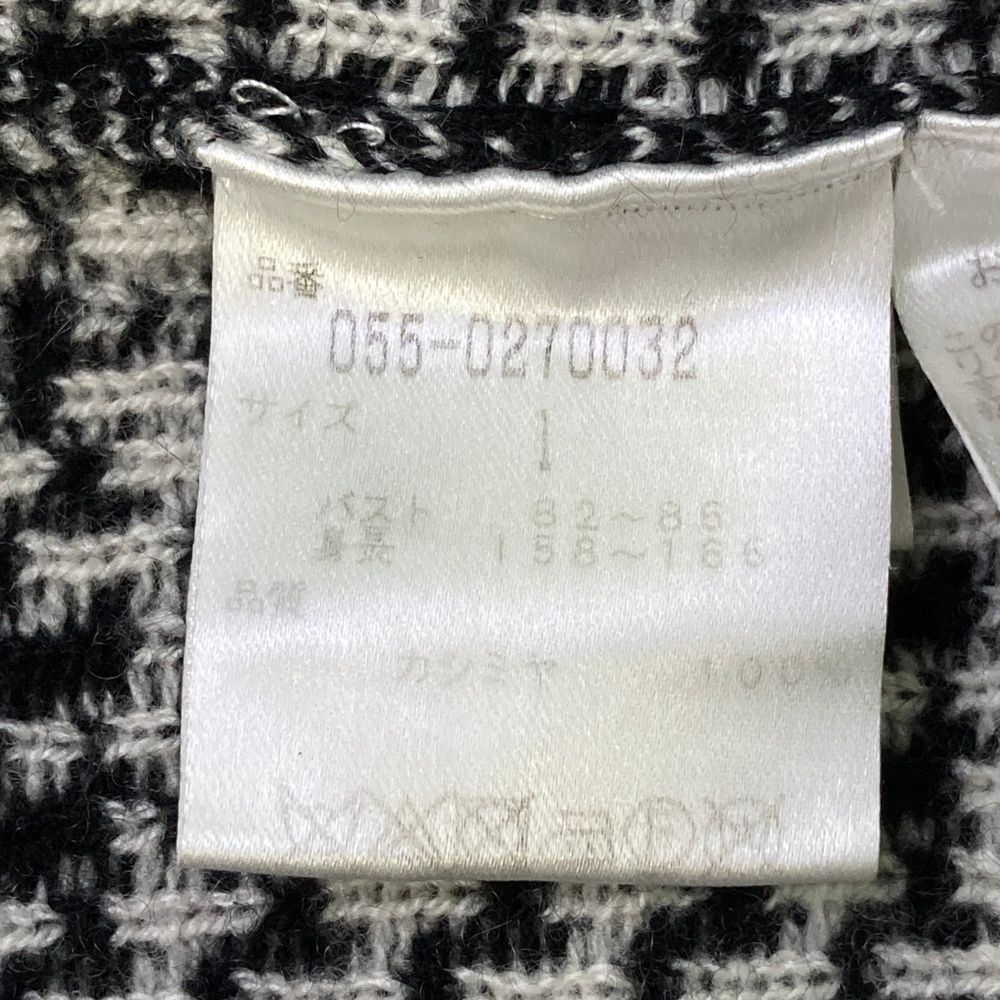 品番
055-0270032
サイズ
1
バスト 82~86
身長 158~166
品質
カシミヤ 100%
お